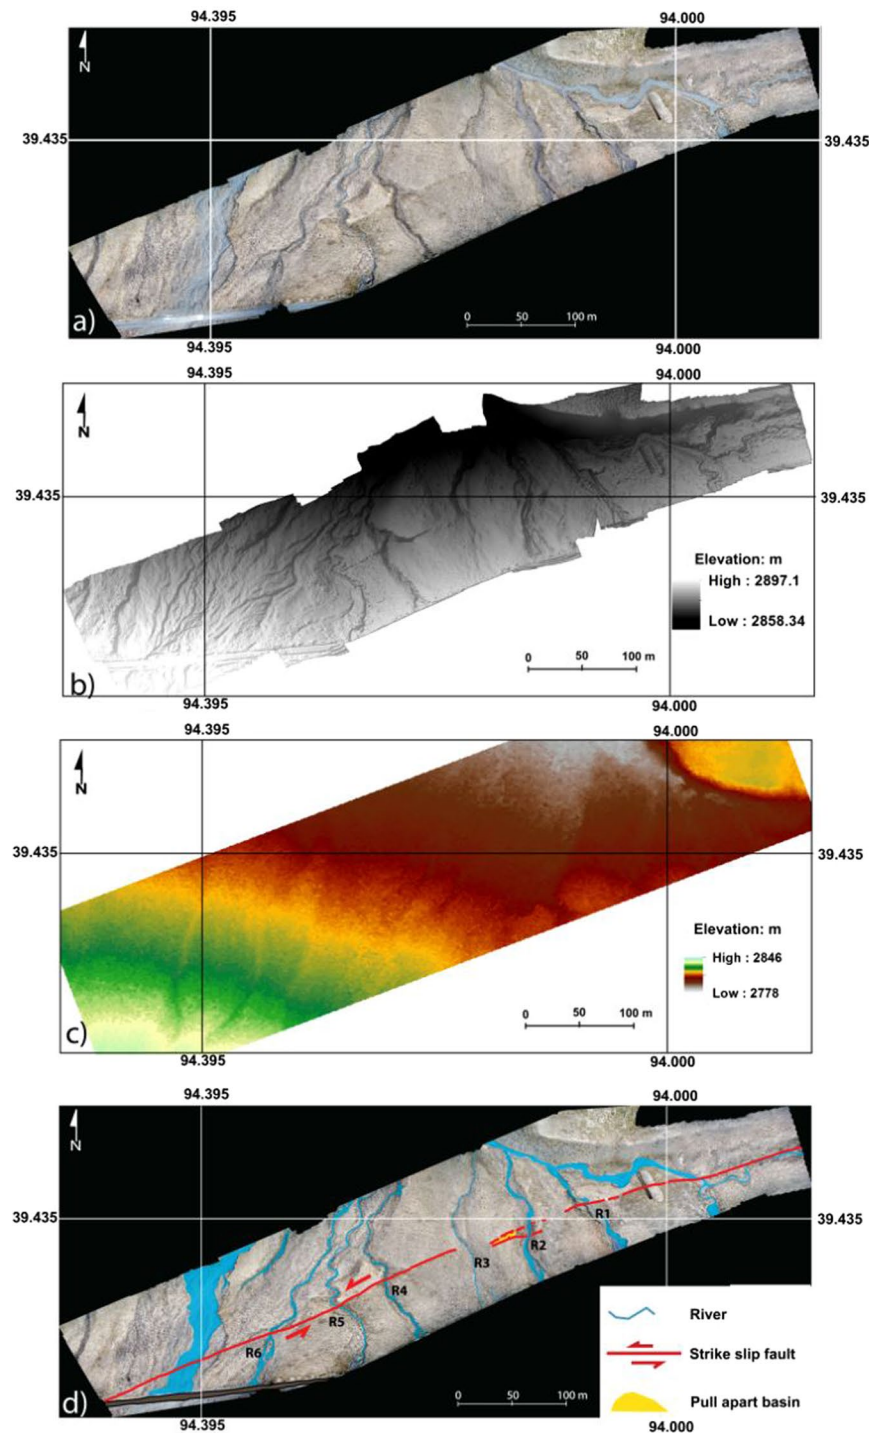 94.395 94.000
N
39.435 39.435
0 50 100 m
a)
94.395 94.000
94.395 94.000
N
39.435 39.435
Elevation: m
High : 2897.1
Low : 2858.34
0 50 100 m
b)
94.395 94.000
94.395 94.000
N
39.435 39.435
Elevation: m
High : 2846
Low : 2778
0 50 100 m
c)
94.395 94.000
94.395 94.000
N
39.435 39.435
R1
R2
R3
R4
R5
R6
River
Strike slip fault
Pull apart basin
0 50 100 m
d)
94.395 94.000